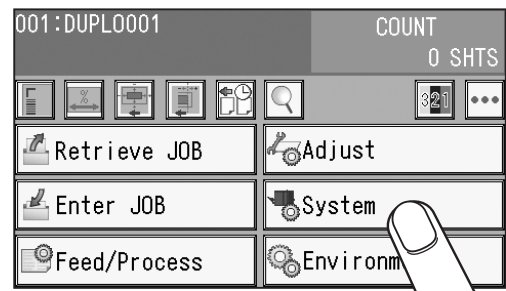 001:DUPLO001
COUNT
0 SHTS
%
321
Retrieve JOB
Adjust
Enter JOB
System
Feed/Process
Environm